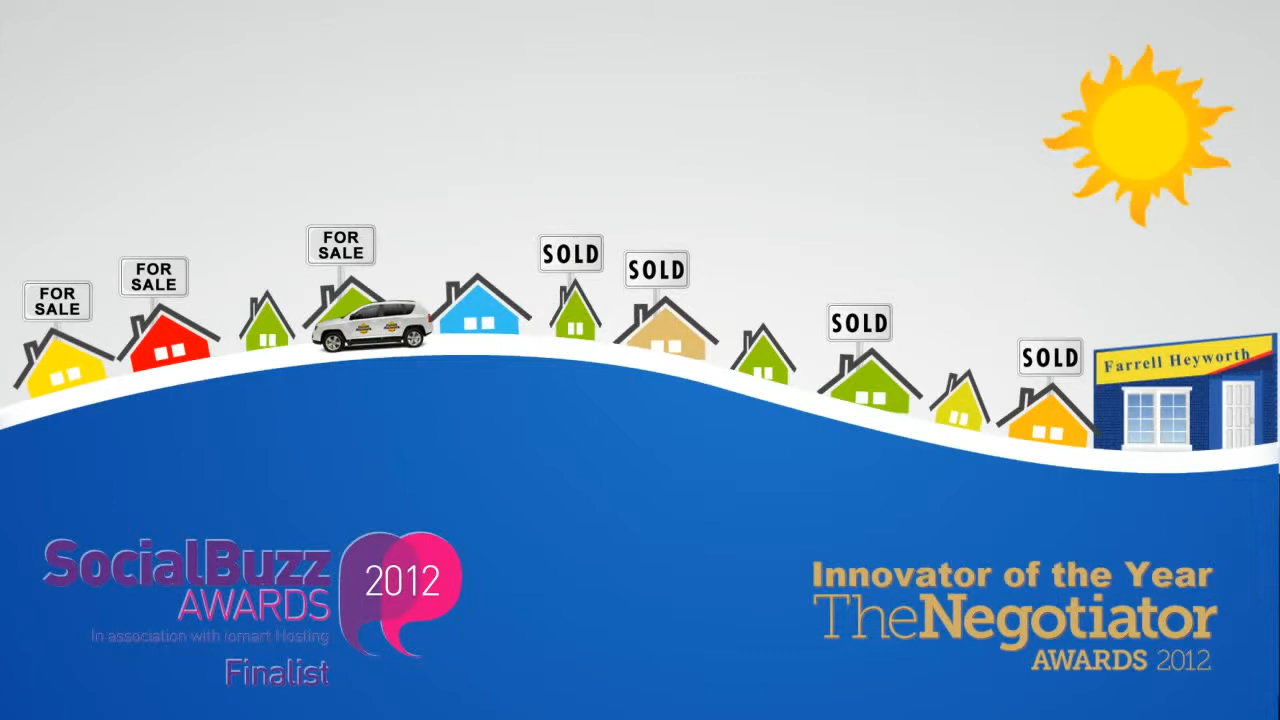 FOR
SALE
FOR
SALE
FOR
SALE
SOLD
SOLD
SOLD
SOLD
Farrell Heyworth
SocialBuzz
AWARDS
2012
In association with iomart Hosting
Finalist
Innovator of the Year
TheNegotiator
AWARDS 2012